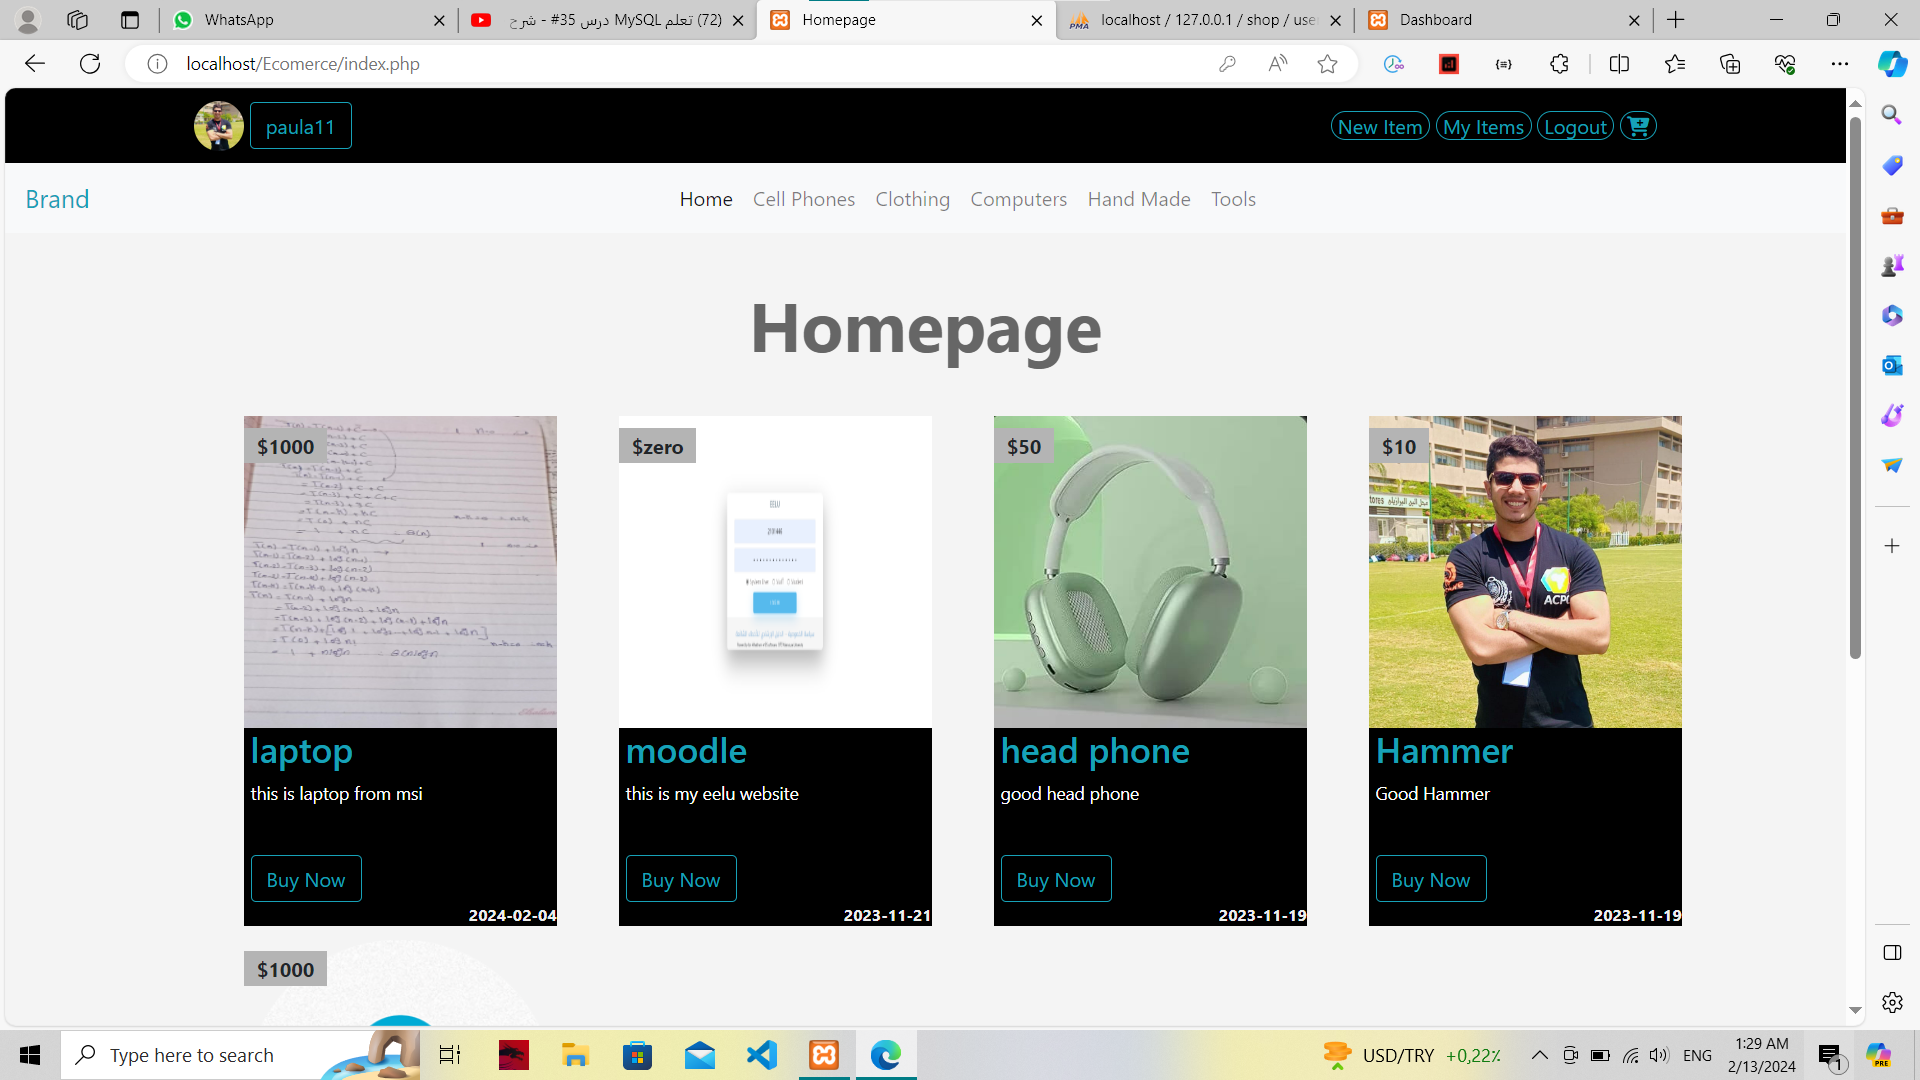 WhatsApp
(72) تعلم MySQL درس 35# - شرح
Homepage
localhost / 127.0.0.1 / shop / use
Dashboard
localhost/Ecomerce/index.php
paula11
New Item
My Items
Logout
Brand
Home
Cell Phones
Clothing
Computers
Hand Made
Tools
Homepage
$1000
$zero
$50
$10
ACPC
laptop
moodle
head phone
Hammer
this is laptop from msi
this is my eelu website
good head phone
Good Hammer
Buy Now
Buy Now
Buy Now
Buy Now
2024-02-04
2023-11-21
2023-11-19
2023-11-19
$1000
Type here to search
USD/TRY +0,22%
ENG
1:29 AM
2/13/2024
1
PRE